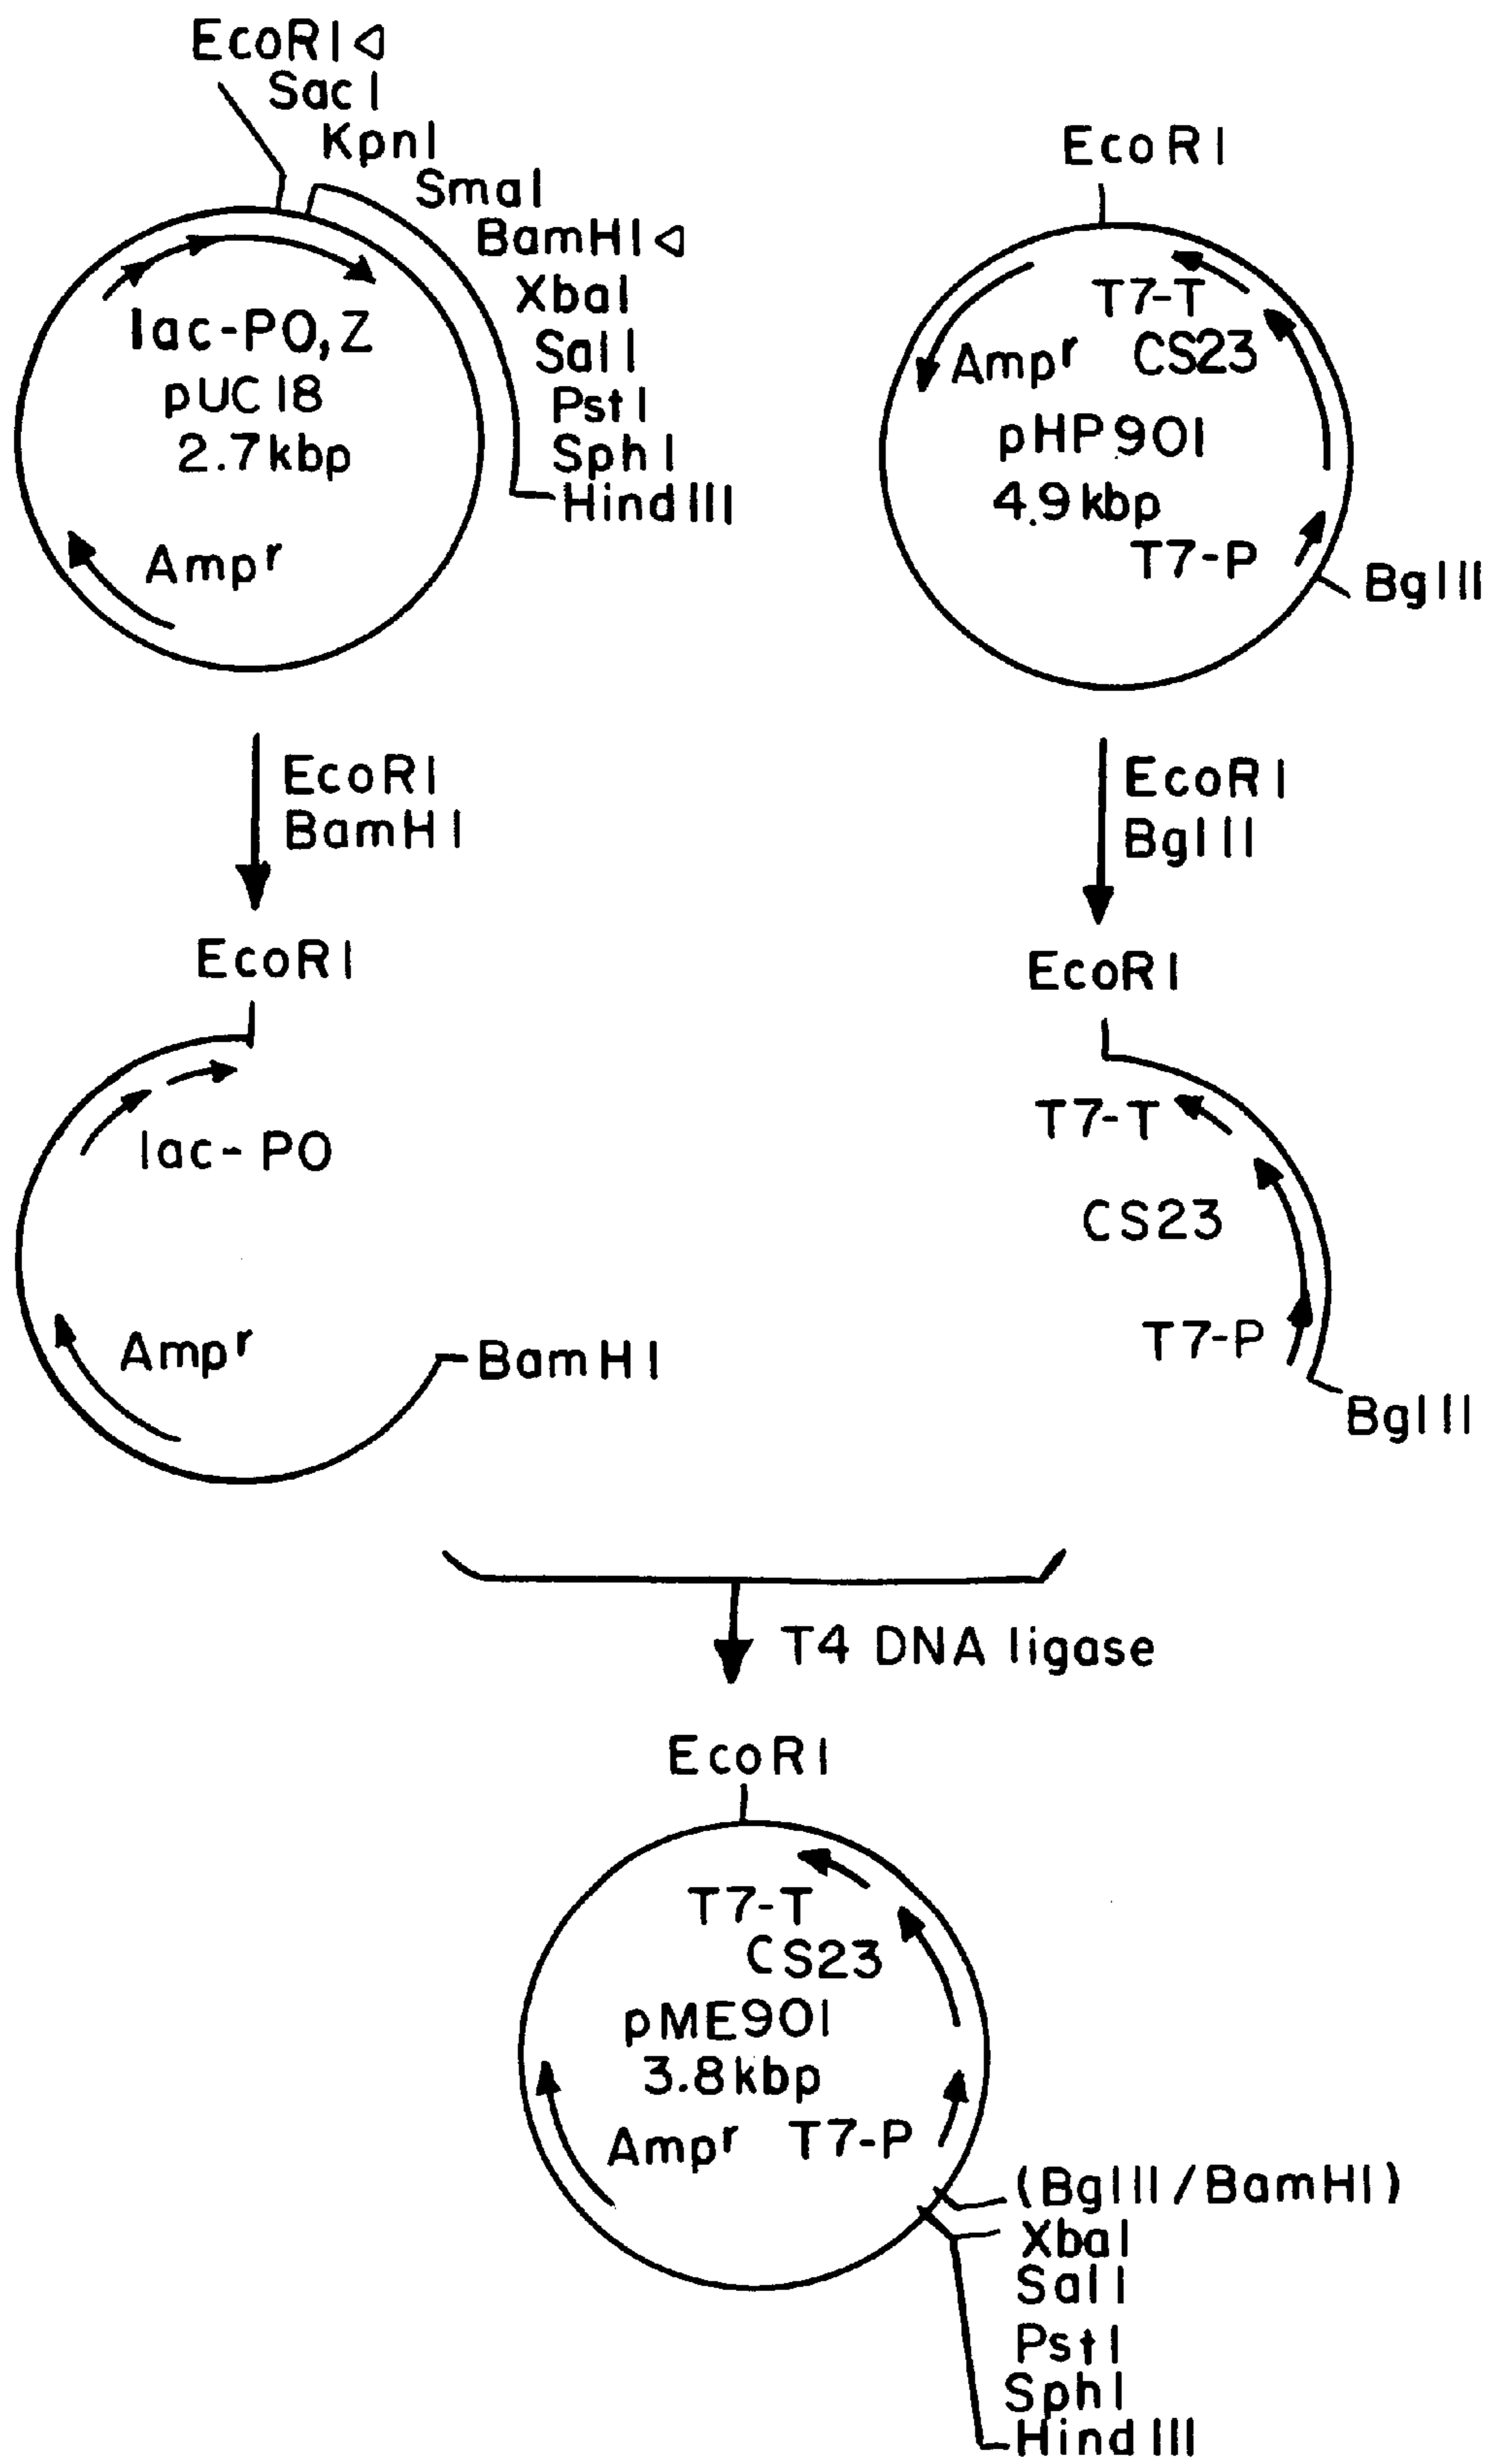 EcoRI◁
SacI
KpnI
SmaI
BamHI◁
XbaI
SalI
PstI
SphI
HindIII
lac-PO,Z
pUC18
2.7kbp
Ampʳ
EcoRI
T7-T
CS23
Ampʳ
pHP901
4.9kbp
T7-P
BglII
EcoRI
BamHI
EcoRI
BglII
EcoRI
lac-PO
Ampʳ
BamHI
EcoRI
T7-T
CS23
T7-P
BglII
T4 DNA ligase
EcoRI
T7-T
CS23
pME901
3.8kbp
Ampʳ T7-P
(BglII/BamHI)
XbaI
SalI
PstI
SphI
HindIII